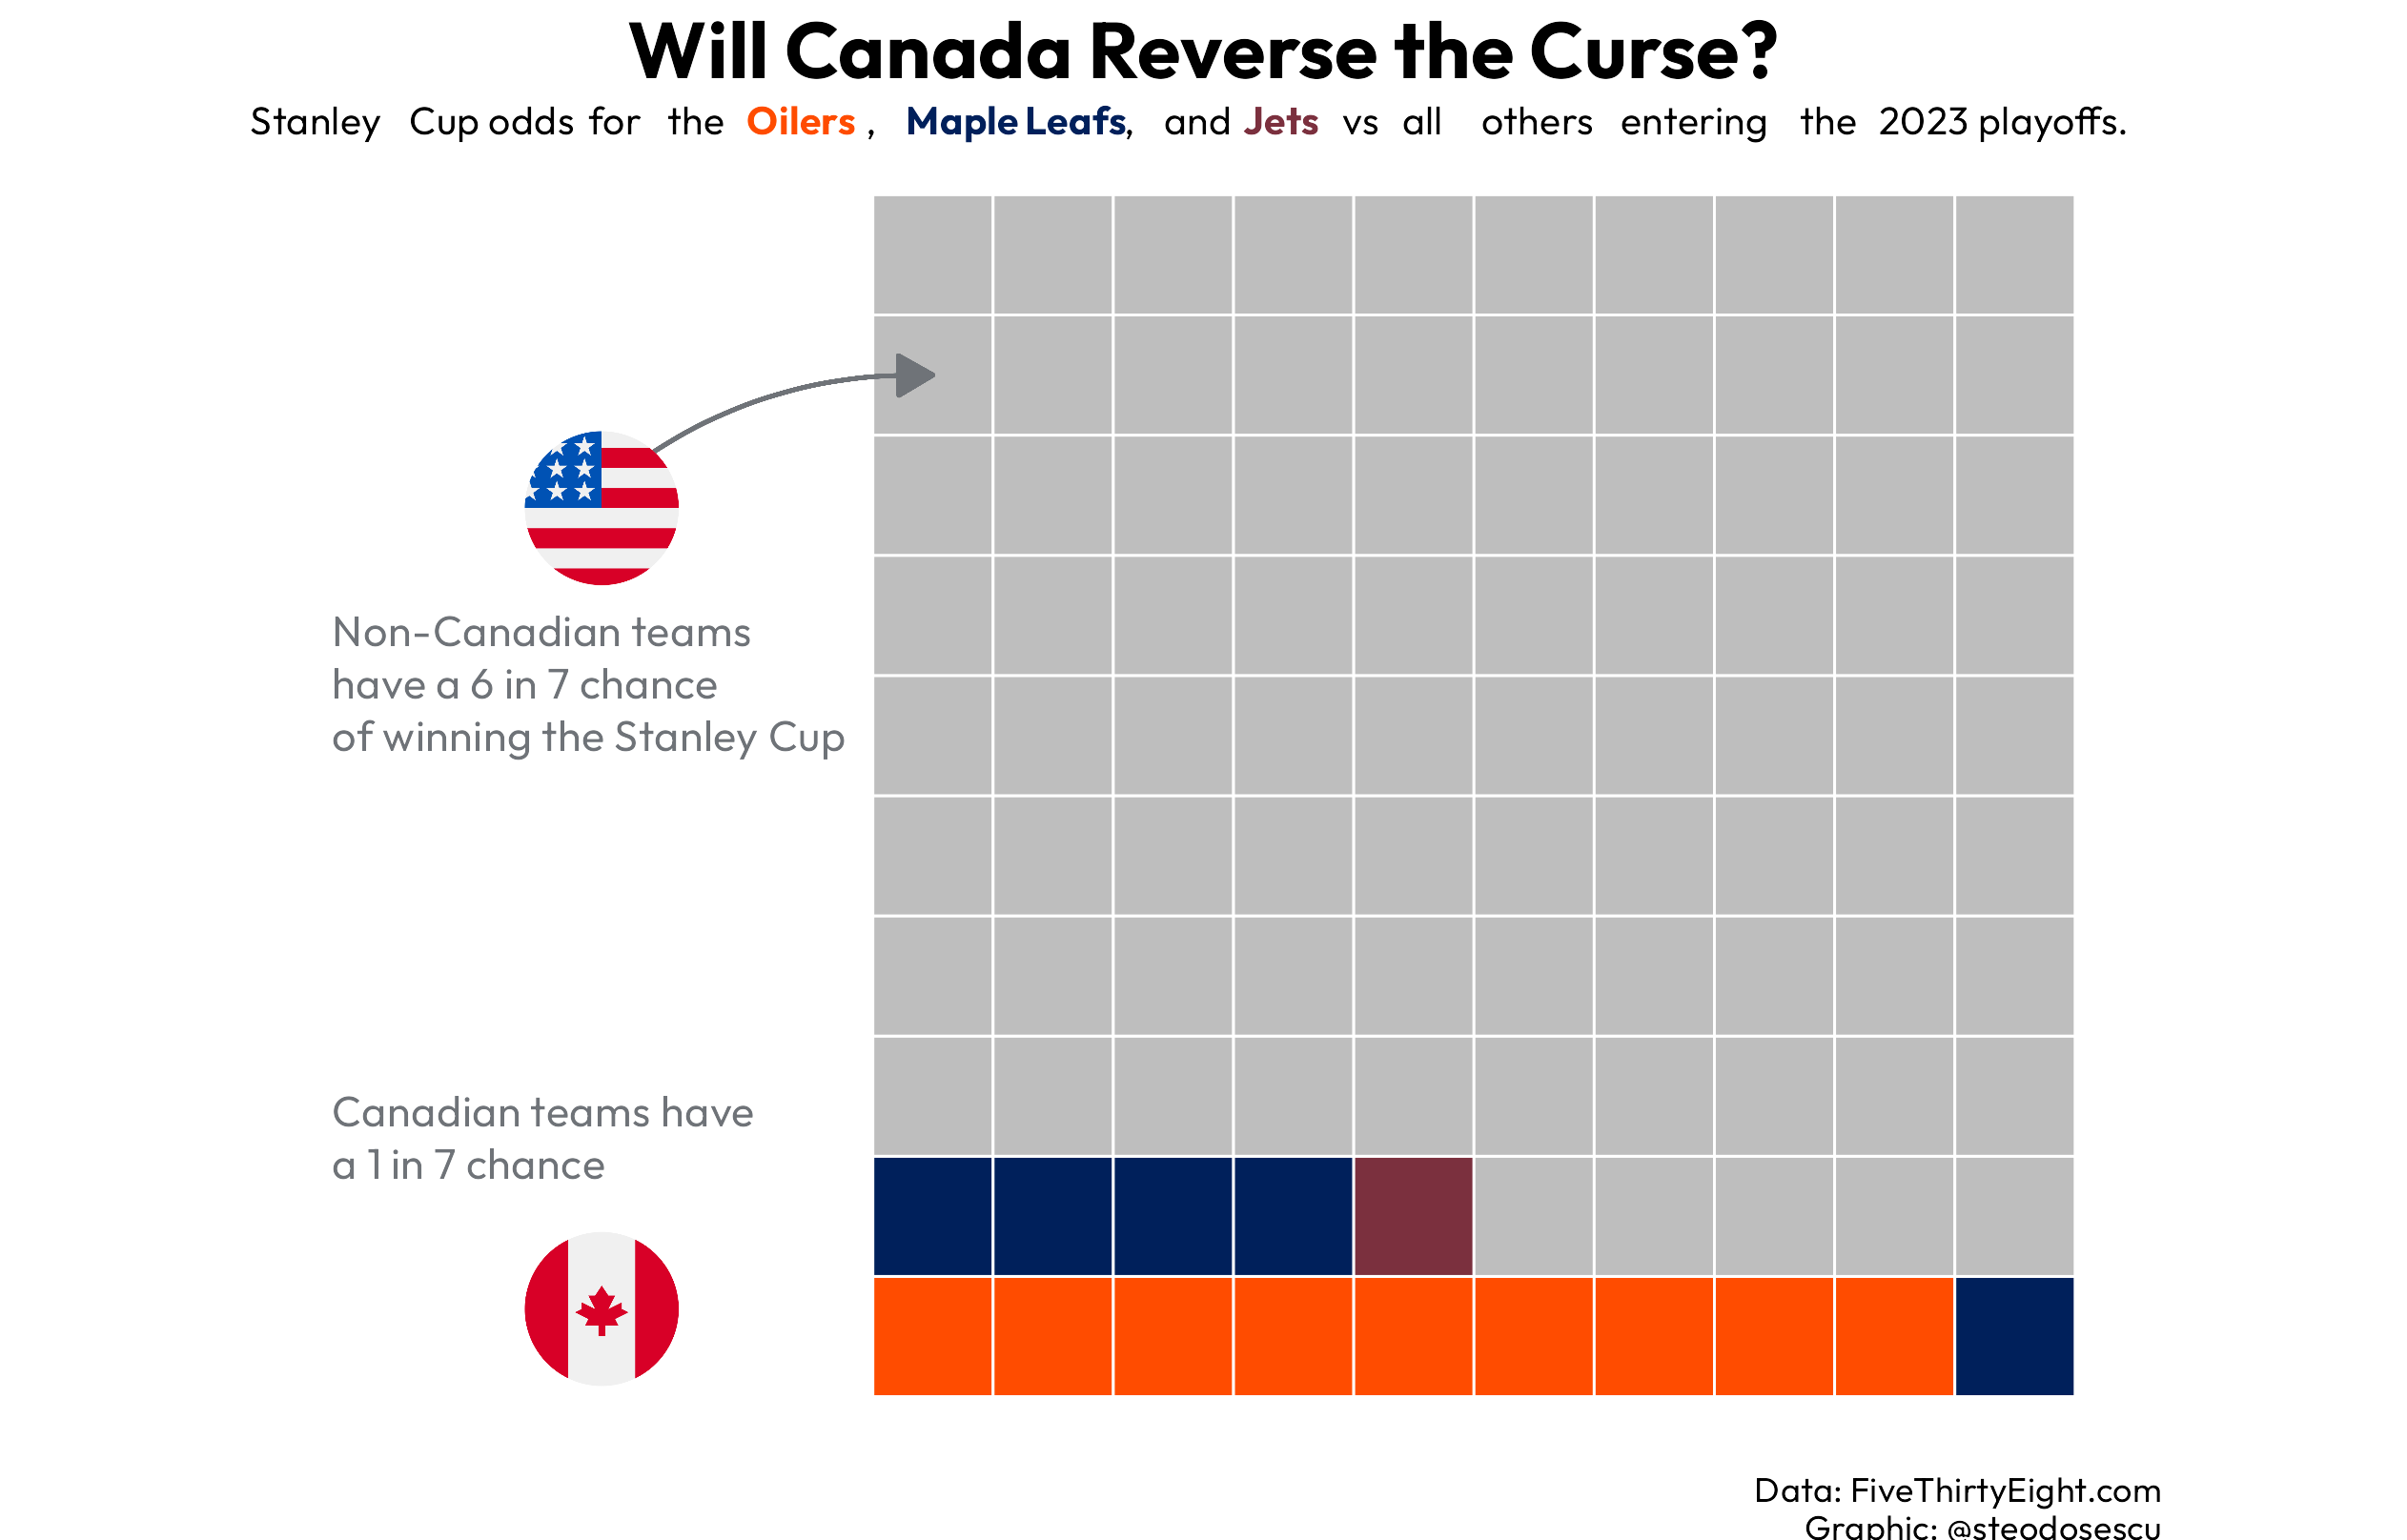 Will Canada Reverse the Curse?
Stanley Cup odds for the Oilers , Maple Leafs, and Jets vs all others entering the 2023 playoffs.
Non-Canadian teams
have a 6 in 7 chance
of winning the Stanley Cup
Canadian teams have
a 1 in 7 chance
Data: FiveThirtyEight.com
Graphic: @steodosescu